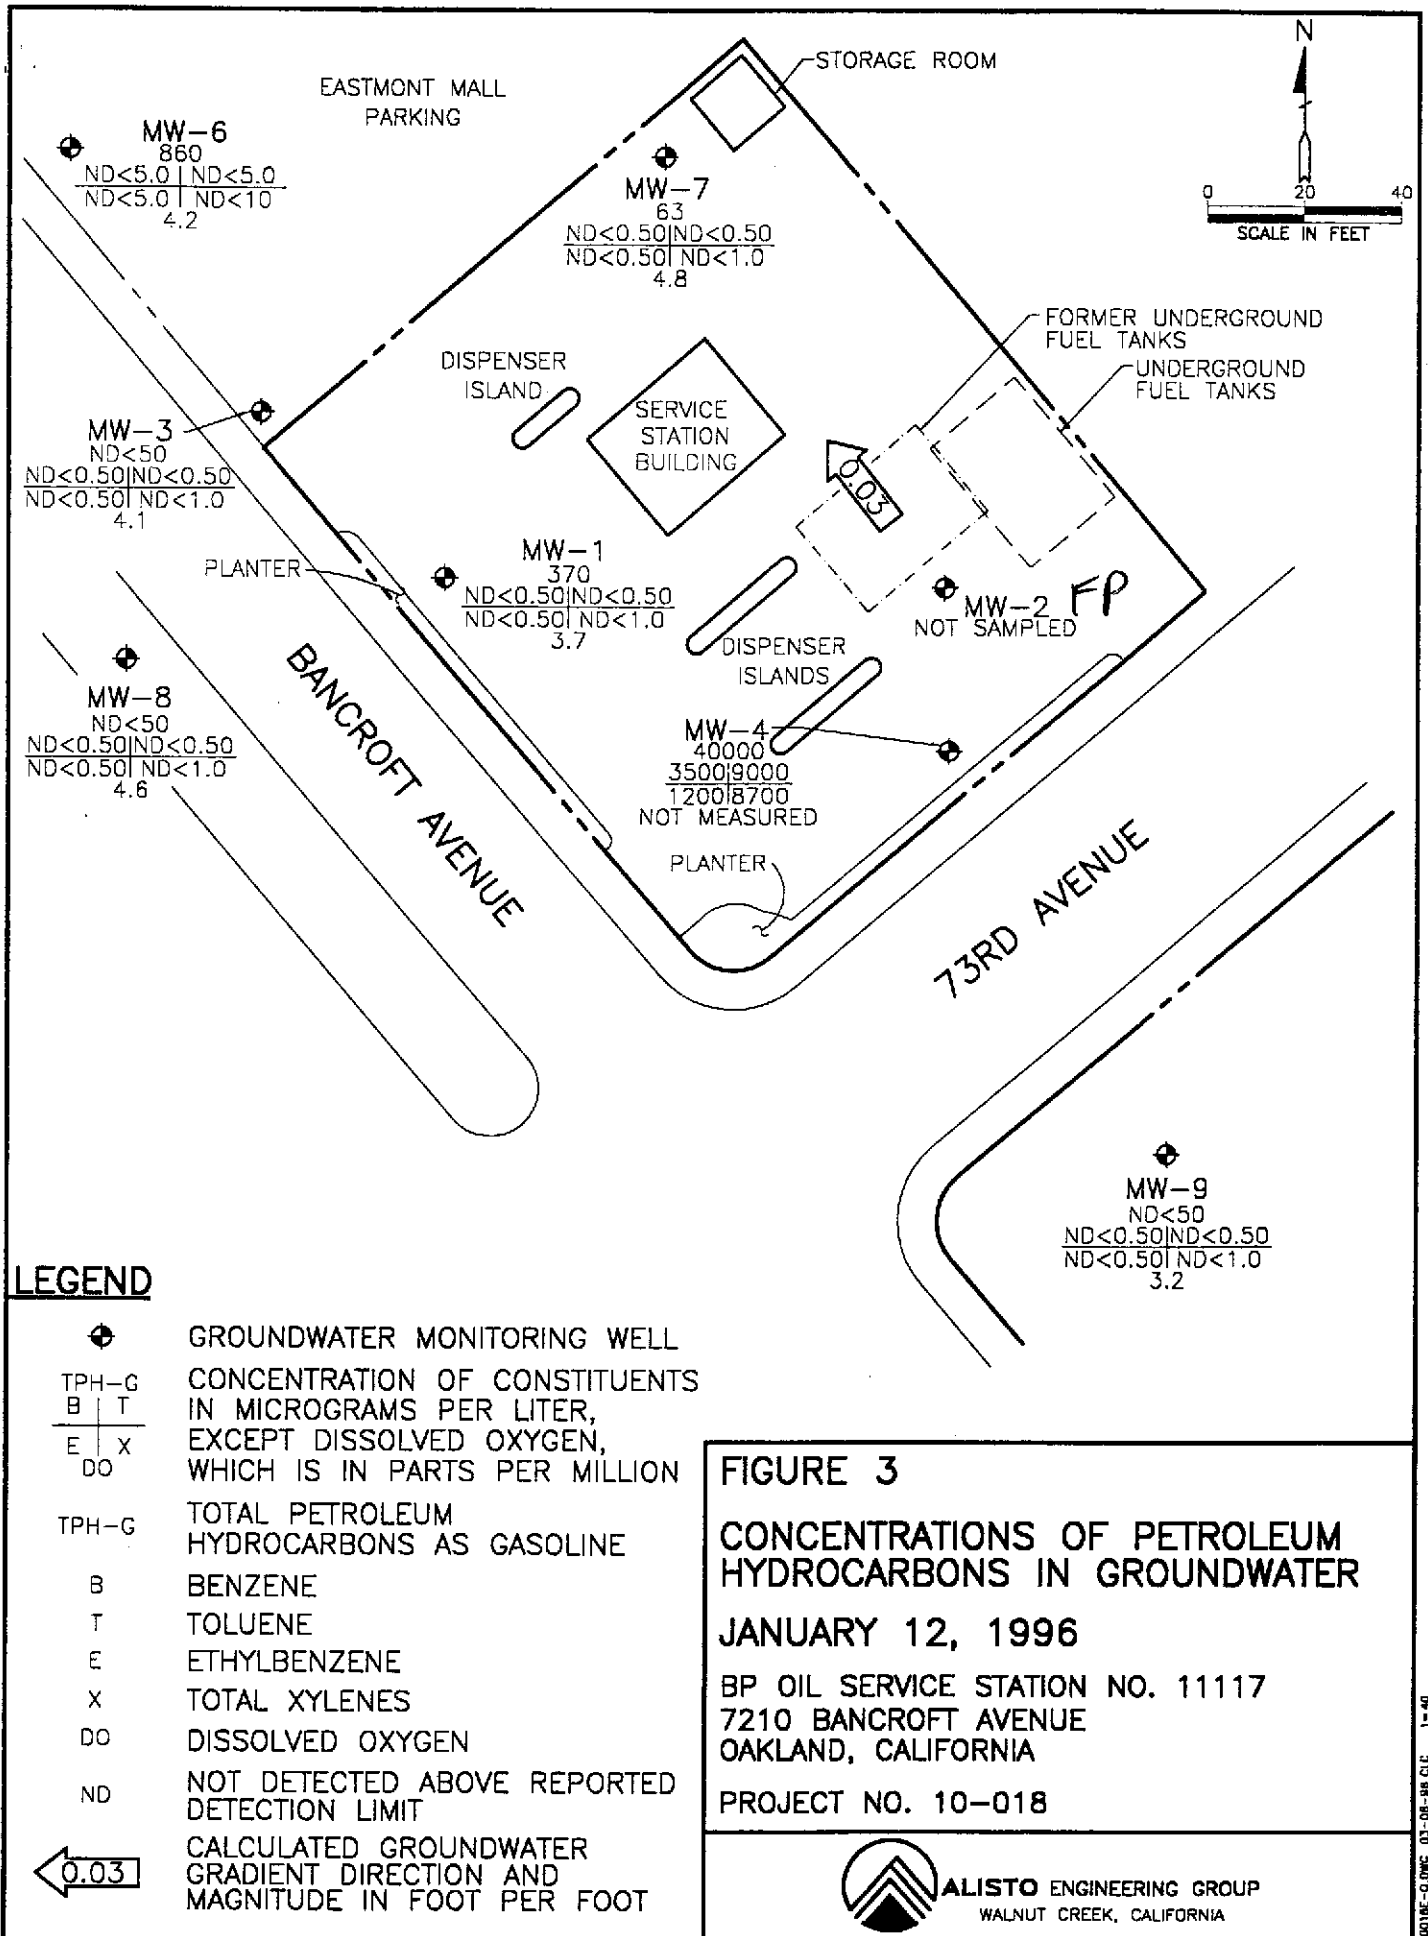 EASTMONT MALL
PARKING
STORAGE ROOM
N
0 20 40
SCALE IN FEET
MW-6
860
ND<5.0 | ND<5.0
ND<5.0 | ND<10
4.2
MW-7
63
ND<0.50|ND<0.50
ND<0.50| ND<1.0
4.8
FORMER UNDERGROUND
FUEL TANKS
UNDERGROUND
FUEL TANKS
DISPENSER
ISLAND
SERVICE
STATION
BUILDING
0.03
MW-3
ND<50
ND<0.50|ND<0.50
ND<0.50| ND<1.0
4.1
PLANTER
MW-1
370
ND<0.50|ND<0.50
ND<0.50| ND<1.0
3.7
MW-2 FP
NOT SAMPLED
DISPENSER
ISLANDS
MW-8
ND<50
ND<0.50|ND<0.50
ND<0.50| ND<1.0
4.6
BANCROFT AVENUE
MW-4
40000
3500|9000
1200|8700
NOT MEASURED
PLANTER
73RD AVENUE
MW-9
ND<50
ND<0.50|ND<0.50
ND<0.50| ND<1.0
3.2
LEGEND
GROUNDWATER MONITORING WELL
TPH-G
B | T
E | X
DO
CONCENTRATION OF CONSTITUENTS
IN MICROGRAMS PER LITER,
EXCEPT DISSOLVED OXYGEN,
WHICH IS IN PARTS PER MILLION
TPH-G TOTAL PETROLEUM
HYDROCARBONS AS GASOLINE
B BENZENE
T TOLUENE
E ETHYLBENZENE
X TOTAL XYLENES
DO DISSOLVED OXYGEN
ND NOT DETECTED ABOVE REPORTED
DETECTION LIMIT
0.03 CALCULATED GROUNDWATER
GRADIENT DIRECTION AND
MAGNITUDE IN FOOT PER FOOT
FIGURE 3
CONCENTRATIONS OF PETROLEUM
HYDROCARBONS IN GROUNDWATER
JANUARY 12, 1996
BP OIL SERVICE STATION NO. 11117
7210 BANCROFT AVENUE
OAKLAND, CALIFORNIA
PROJECT NO. 10-018
ALISTO ENGINEERING GROUP
WALNUT CREEK, CALIFORNIA
1=40